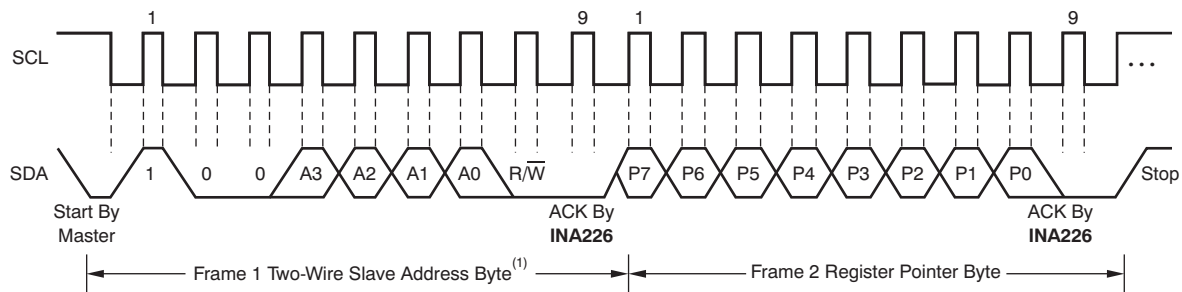 1 9 1 9
SCL ...
SDA 1 0 0 A3 A2 A1 A0 R/W̅ P7 P6 P5 P4 P3 P2 P1 P0 Stop
Start By ACK By ACK By
Master INA226 INA226
Frame 1 Two-Wire Slave Address Byte(1) Frame 2 Register Pointer Byte